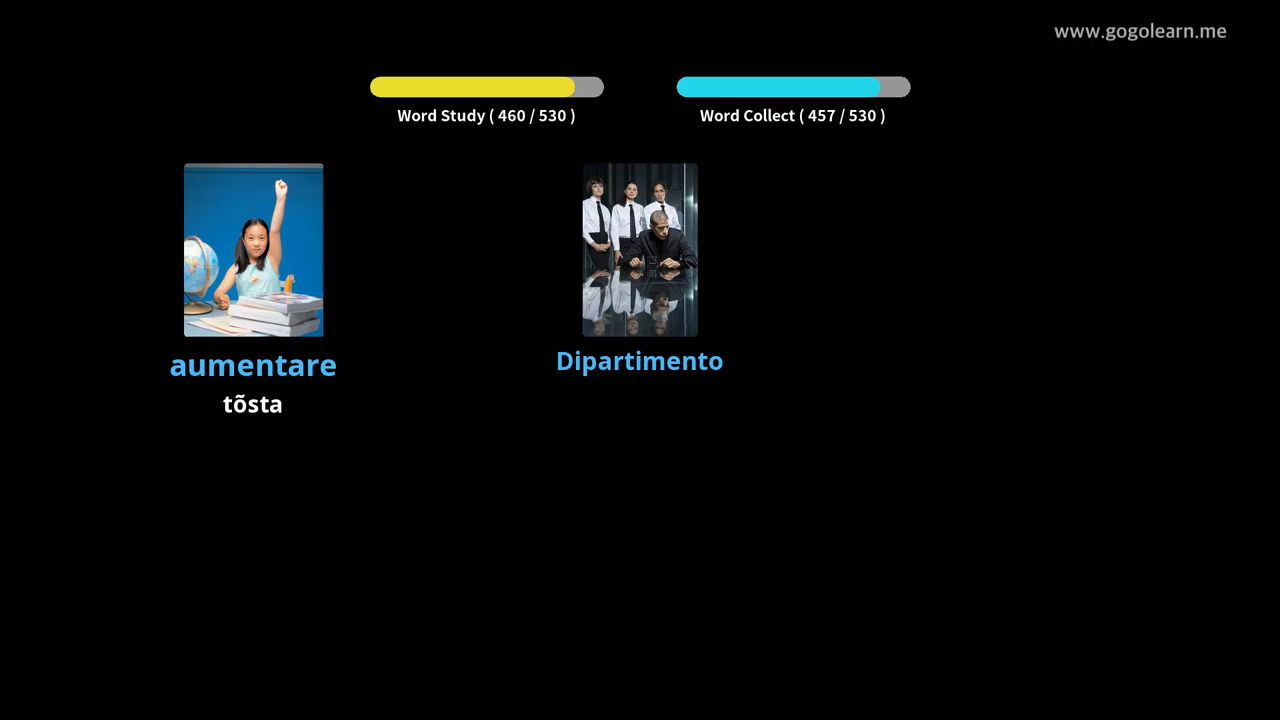 www.gogolearn.me
Word Study ( 460 / 530 )
Word Collect ( 457 / 530 )
aumentare
tõsta
Dipartimento